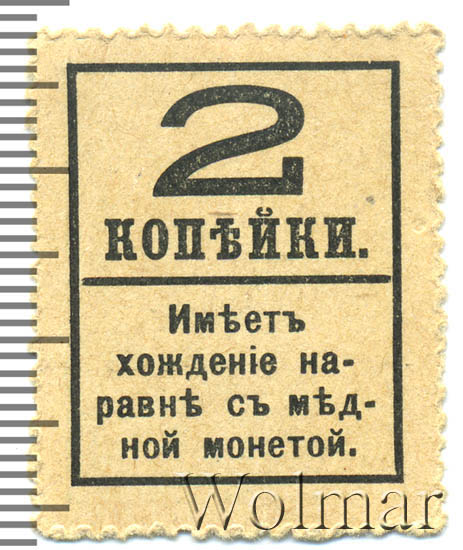 2
КОПѢЙКИ.
Имѣетъ
хожденіе на-
равнѣ съ мѣд-
ной монетой.
Wolmar